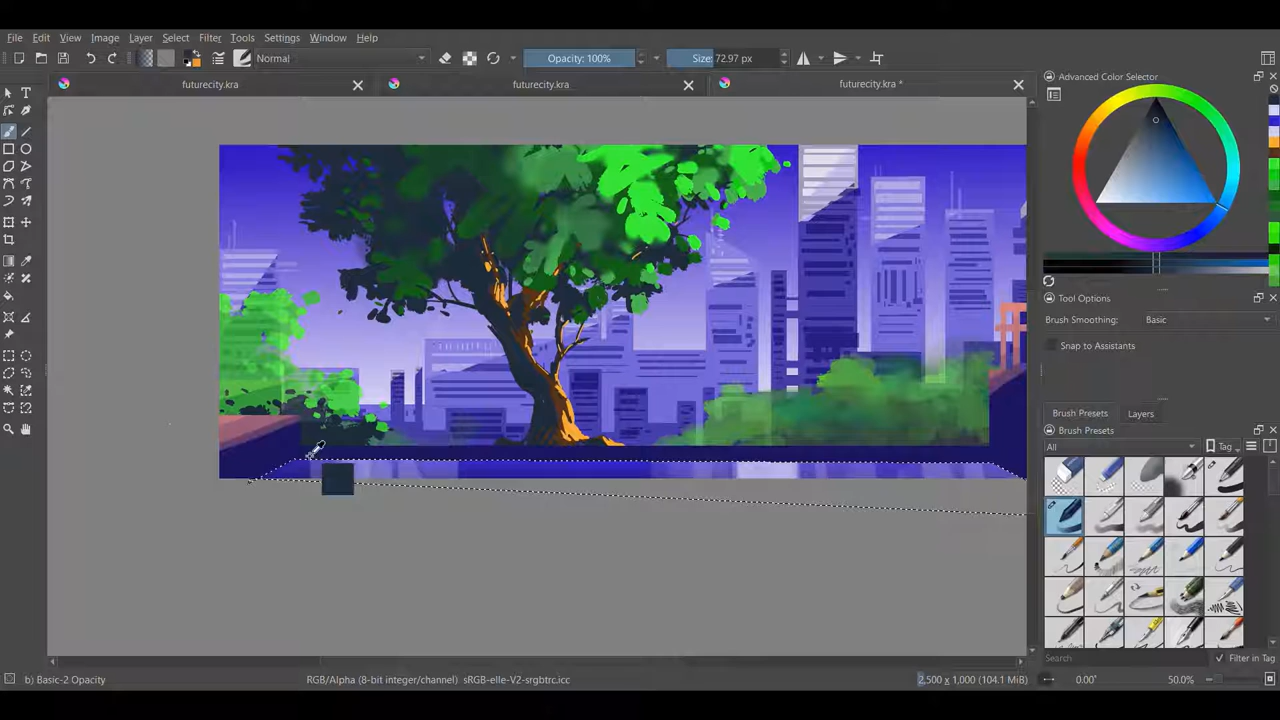 File Edit View Image Layer Select Filter Tools Settings Window Help
Normal Opacity: 100% Size: 72.97 px
futurecity.kra futurecity.kra futurecity.kra *
Advanced Color Selector
Tool Options
Brush Smoothing: Basic
Snap to Assistants
Brush Presets Layers
Brush Presets
All Tag
Search Filter in Tag
b) Basic-2 Opacity RGB/Alpha (8-bit integer/channel) sRGB-elle-V2-srgbtrc.icc 2,500 x 1,000 (104.1 MiB) 0.00° 50.0%